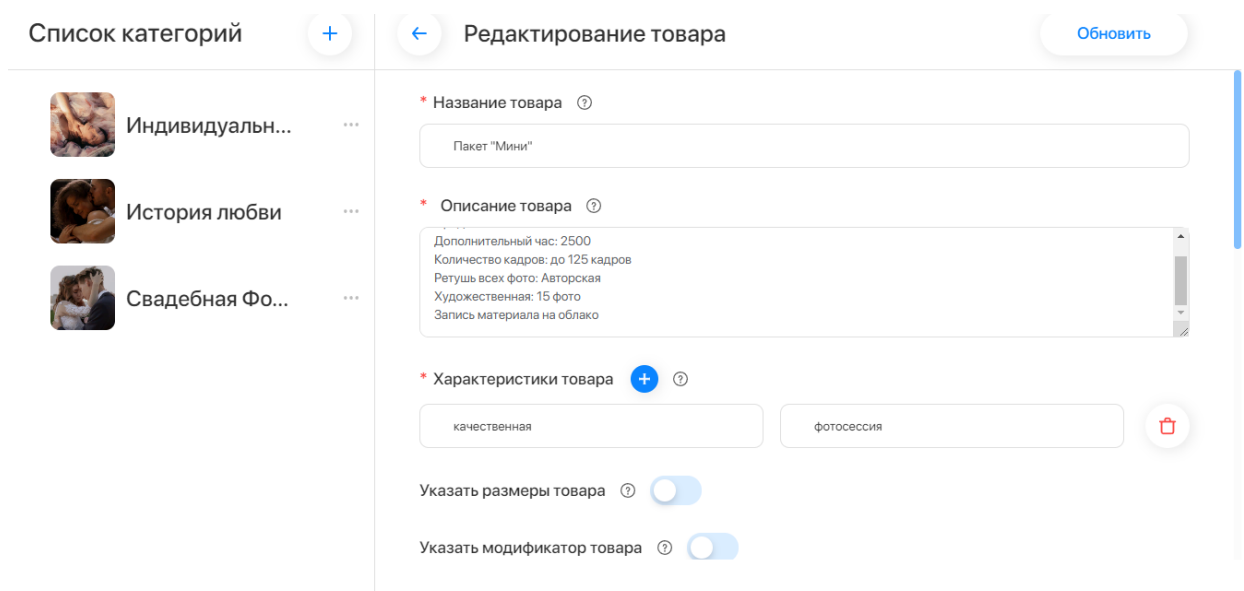 Список категорий
+
Редактирование товара
Обновить
Индивидуальн...
История любви
Свадебная Фо...
* Название товара ?
Пакет "Мини"
* Описание товара ?
Дополнительный час: 2500
Количество кадров: до 125 кадров
Ретушь всех фото: Авторская
Художественная: 15 фото
Запись материала на облако
* Характеристики товара + ?
качественная
фотосессия
Указать размеры товара ?
Указать модификатор товара ?